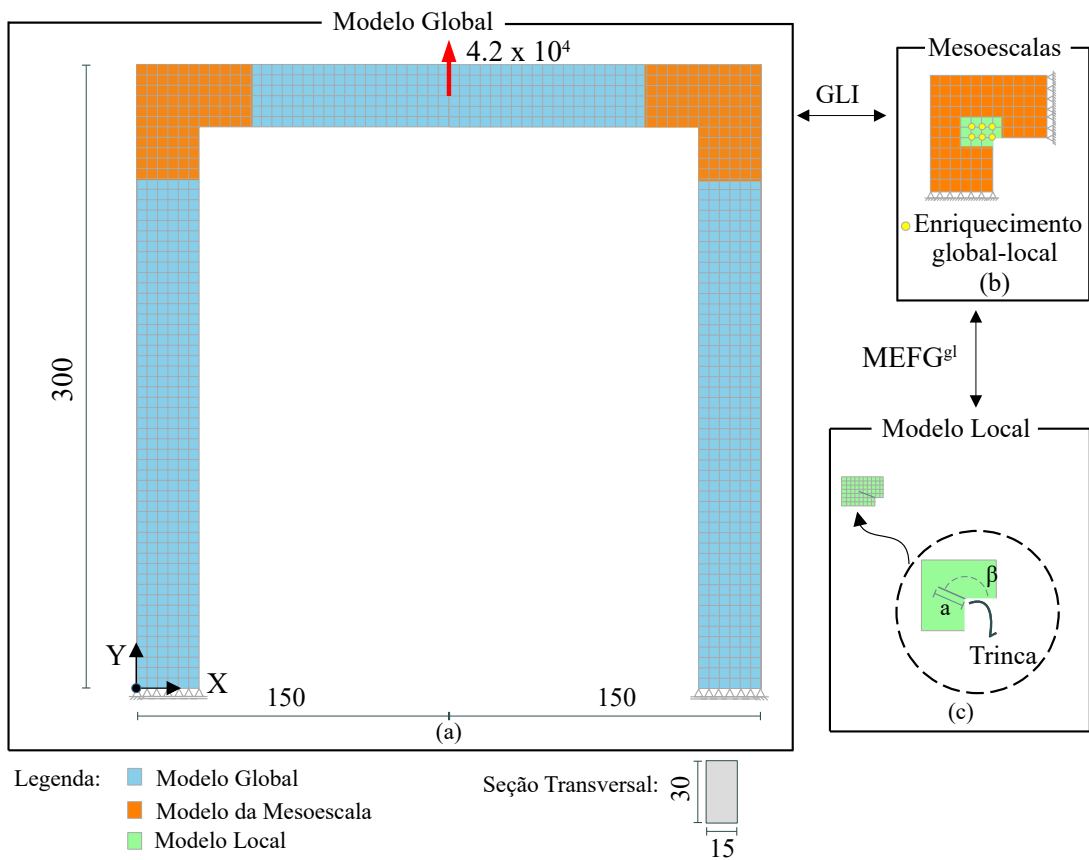 Modelo Global
4.2 x 10⁴
300
Y
X
150
150
(a)
GLI
Mesoescalas
Enriquecimento
global-local
(b)
MEFGᵍˡ
Modelo Local
β
a
Trinca
(c)
Legenda:
Modelo Global
Modelo da Mesoescala
Modelo Local
Seção Transversal:
30
15